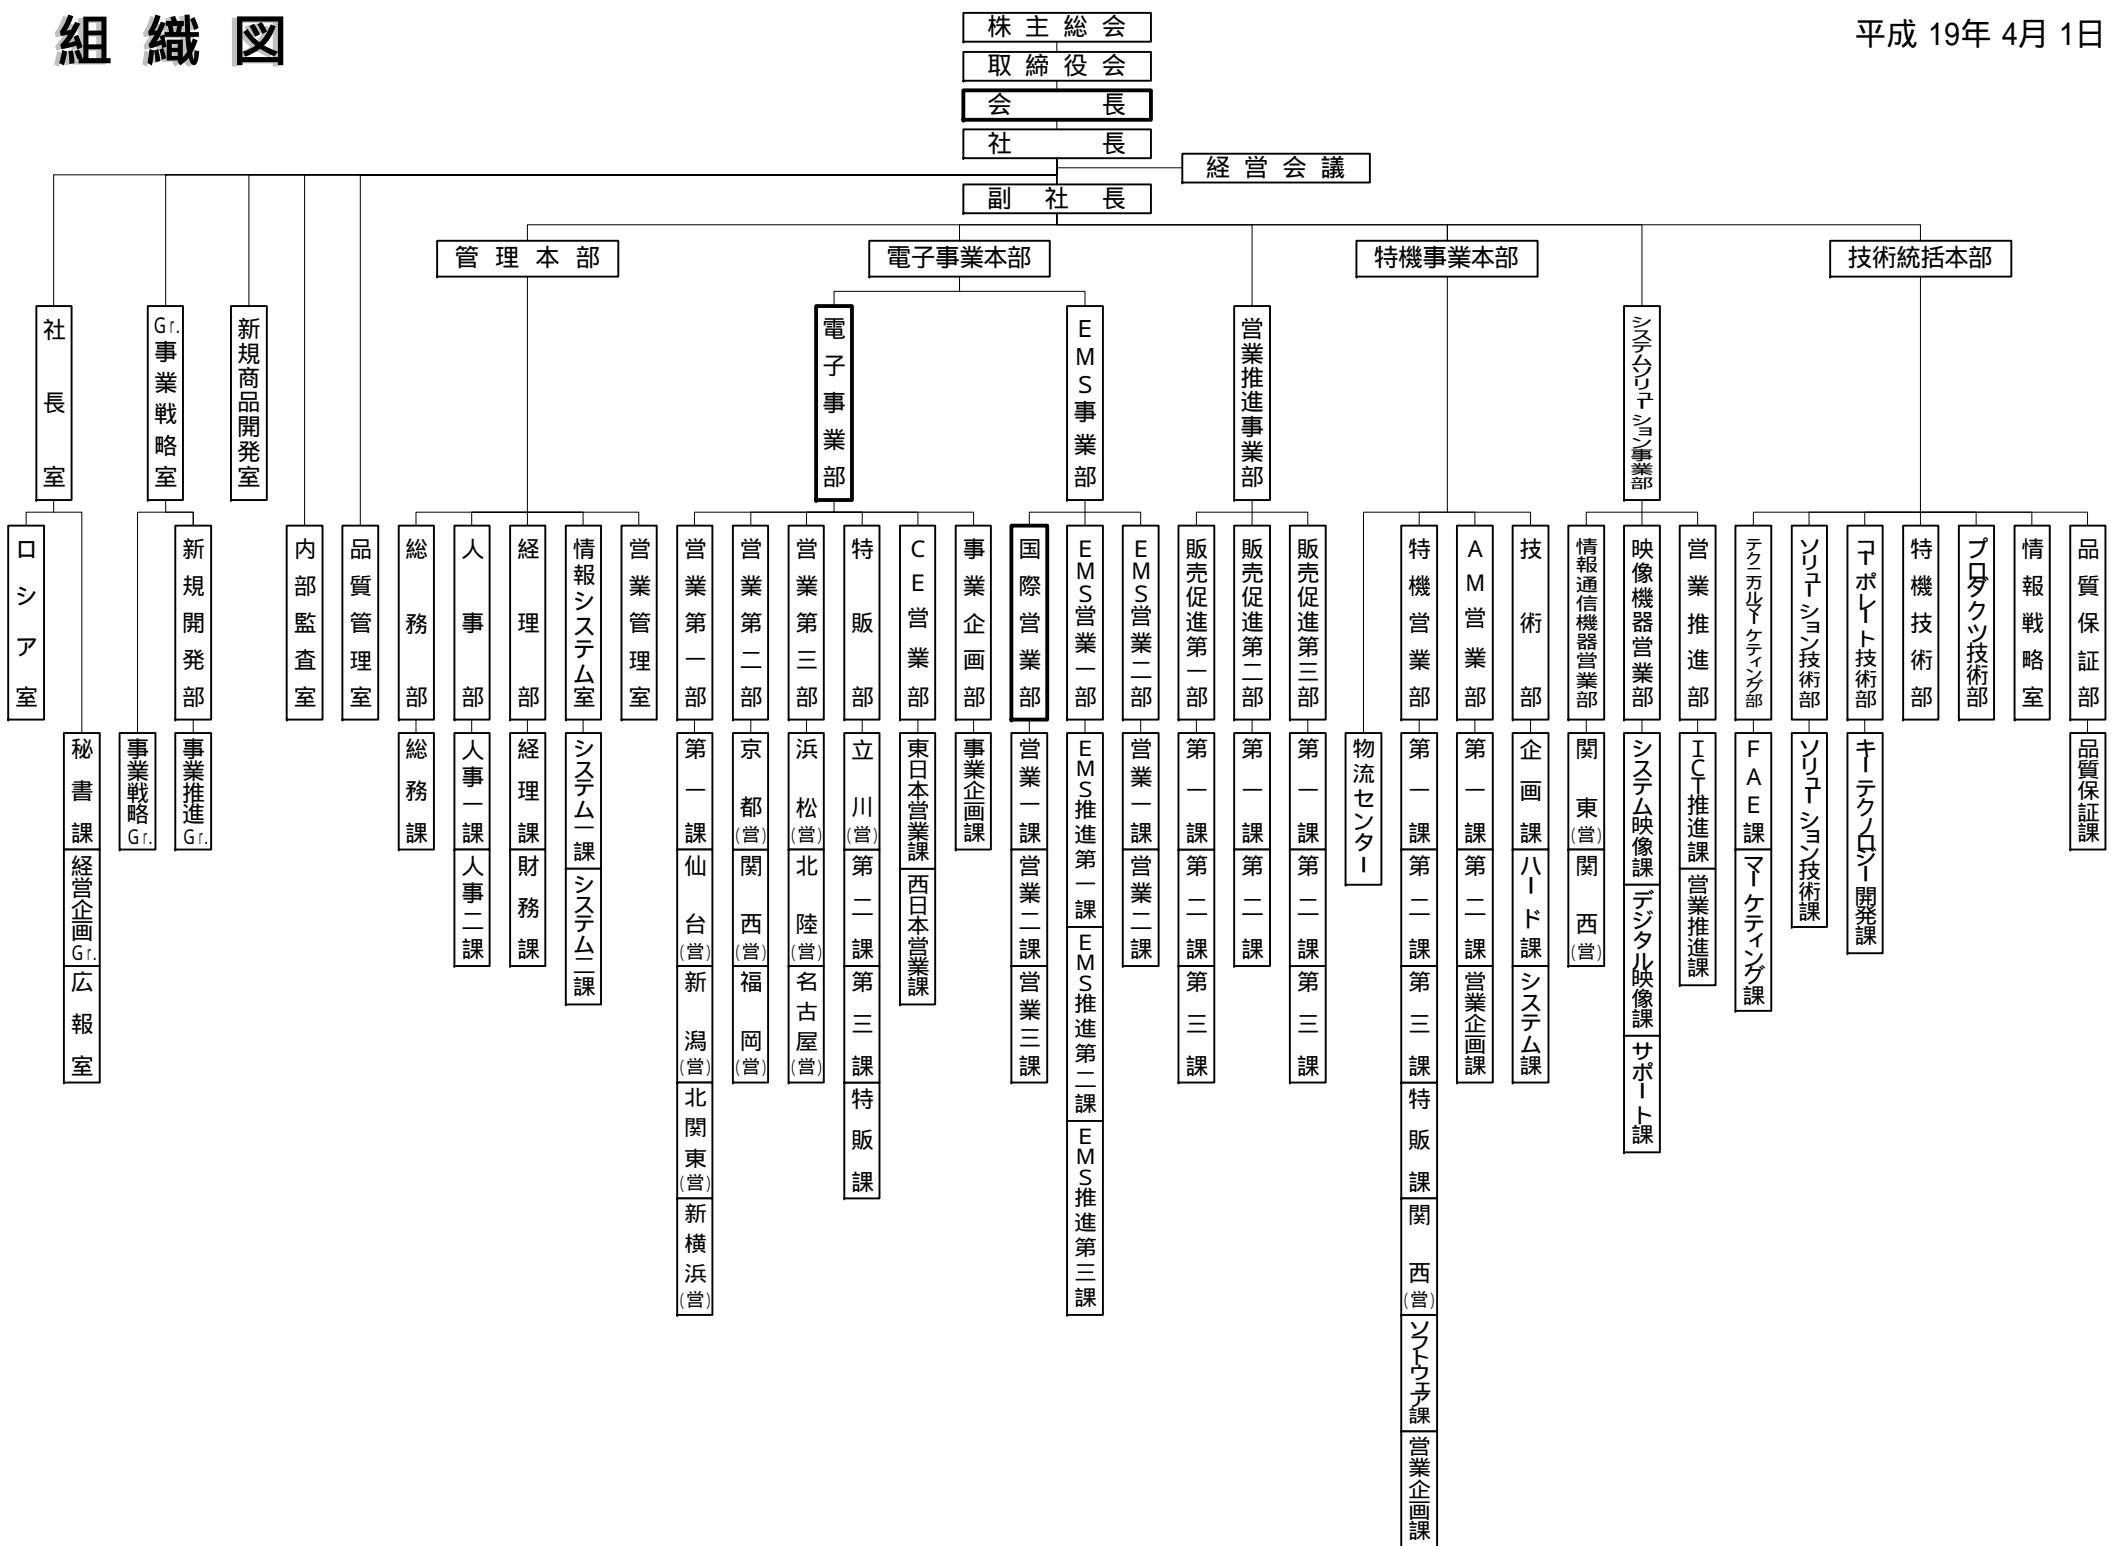 組織図
平成 19年 4月 1日
株主総会
取締役会
会長
社長
経営会議
副社長
管理本部
電子事業本部
特機事業本部
技術統括本部
社長室
Gr.事業戦略室
新規商品開発室
電子事業部
EMS事業部
営業推進事業部
システムソリューション事業部
ロシア室
新規開発部
内部監査室
品質管理室
総務部
人事部
経理部
情報システム室
営業管理室
営業第一部
営業第二部
営業第三部
特販部
CE営業部
事業企画部
国際営業部
EMS営業一部
EMS営業二部
販売促進第一部
販売促進第二部
販売促進第三部
特機営業部
AM営業部
技術部
情報通信機器営業部
映像機器営業部
営業推進部
テクニカルマーケティング部
ソリューション技術部
コーポレート技術部
特機技術部
プロダクツ技術部
情報戦略室
品質保証部
秘書課
経営企画Gr.
広報室
事業戦略Gr.
事業推進Gr.
総務課
人事一課
人事二課
経理課
財務課
システム一課
システム二課
第一課
仙台(営)
新潟(営)
北関東(営)
新横浜(営)
京都(営)
関西(営)
福岡(営)
浜松(営)
北陸(営)
名古屋(営)
立川(営)
第二課
第三課
特販課
東日本営業課
西日本営業課
事業企画課
営業一課
営業二課
営業三課
EMS推進第一課
EMS推進第二課
EMS推進第三課
営業一課
営業二課
第一課
第二課
第三課
第一課
第二課
第一課
第二課
第三課
物流センター
第一課
第二課
第三課
特販課
関西(営)
ソフトウェア課
営業企画課
第一課
第二課
営業企画課
企画課
ハード課
システム課
関東(営)
関西(営)
システム映像課
デジタル映像課
サポート課
ICT推進課
営業推進課
FAE課
マーケティング課
ソリューション技術課
キーテクノロジー開発課
品質保証課